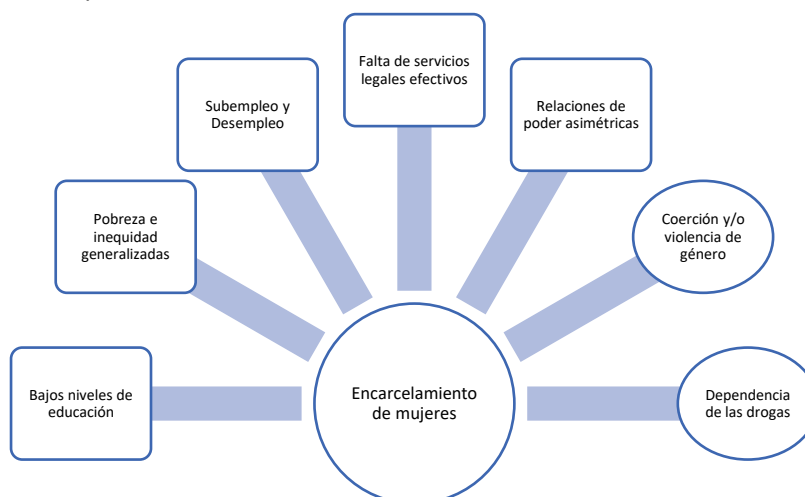 Falta de servicios
legales efectivos
Subempleo y
Desempleo
Relaciones de
poder asimétricas
Pobreza e
inequidad
generalizadas
Coerción y/o
violencia de
género
Bajos niveles de
educación
Encarcelamiento
de mujeres
Dependencia
de las drogas